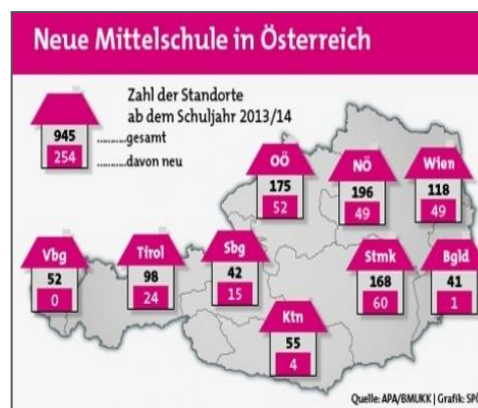 Neue Mittelschule in Österreich
Zahl der Standorte
ab dem Schuljahr 2013/14
945 ..........gesamt
254 ..........davon neu
OÖ
175
52
NÖ
196
49
Wien
118
49
Vbg
52
0
Tirol
98
24
Sbg
42
15
Stmk
168
60
Bgld
41
1
Ktn
55
4
Quelle: APA/BMUKK | Grafik: SPÖ